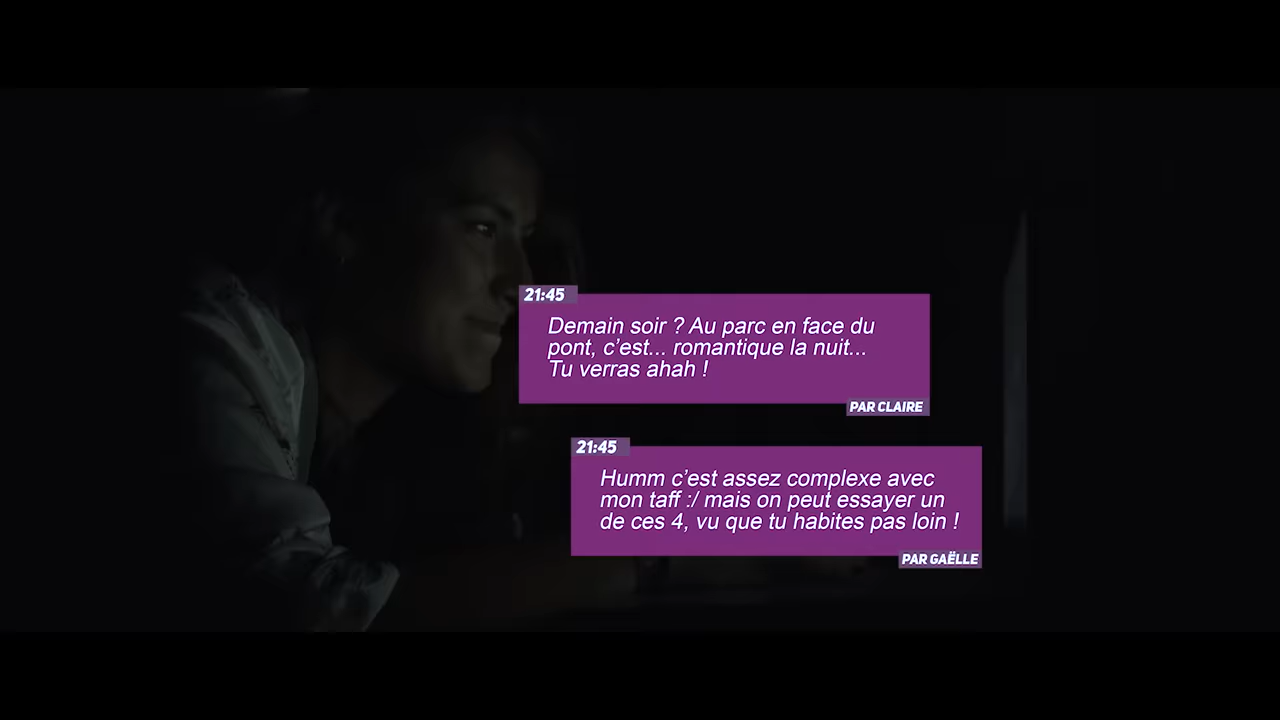 21:45
Demain soir ? Au parc en face du
pont, c’est... romantique la nuit...
Tu verras ahah !
PAR CLAIRE
21:45
Humm c’est assez complexe avec
mon taff :/ mais on peut essayer un
de ces 4, vu que tu habites pas loin !
PAR GAËLLE